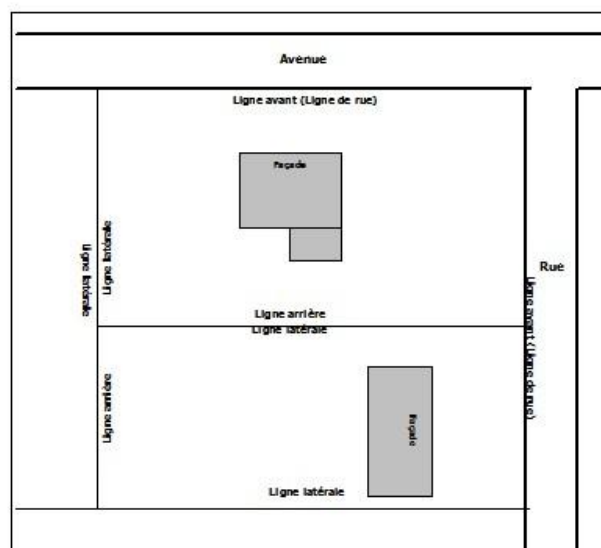 Avenue
Ligne avant (Ligne de rue)
Façade
Ligne latérale
Ligne latérale
Rue
Ligne arrière
Ligne latérale
Ligne avant (Ligne de rue)
Ligne arrière
Façade
Ligne latérale